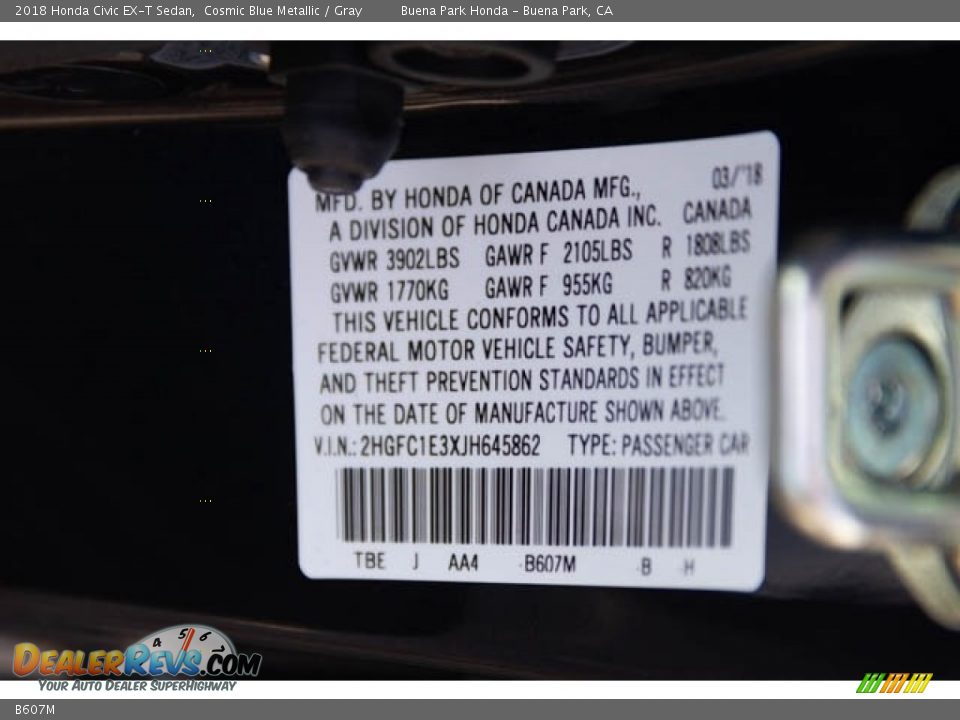 2018 Honda Civic EX-T Sedan, Cosmic Blue Metallic / Gray Buena Park Honda - Buena Park, CA
03/'18
MFD. BY HONDA OF CANADA MFG.,
A DIVISION OF HONDA CANADA INC. CANADA
GVWR 3902LBS GAWR F 2105LBS R 1808LBS
GVWR 1770KG GAWR F 955KG R 820KG
THIS VEHICLE CONFORMS TO ALL APPLICABLE
FEDERAL MOTOR VEHICLE SAFETY, BUMPER,
AND THEFT PREVENTION STANDARDS IN EFFECT
ON THE DATE OF MANUFACTURE SHOWN ABOVE.
V.I.N.: 2HGFC1E3XJH645862 TYPE: PASSENGER CAR
TBE J AA4 -B607M -B -H
4 5 6 7
DEALERREVS.COM
YOUR AUTO DEALER SUPERHIGHWAY
B607M